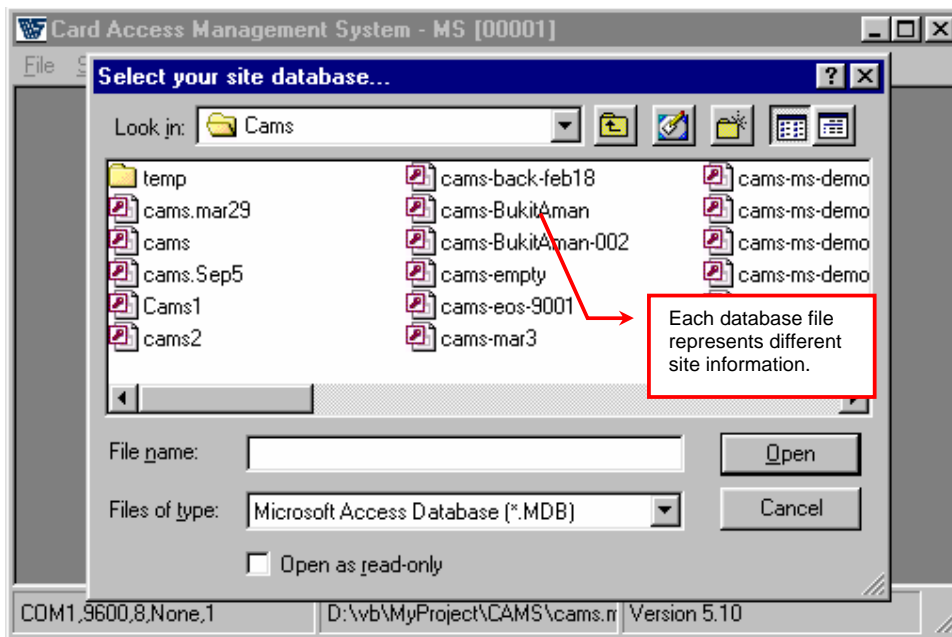 Card Access Management System - MS [00001]
File S
Select your site database...
Look in: Cams
temp
cams.mar29
cams
cams.Sep5
Cams1
cams2
cams-back-feb18
cams-BukitAman
cams-BukitAman-002
cams-empty
cams-eos-9001
cams-mar3
cams-ms-demo
cams-ms-demo
cams-ms-demo
cams-ms-demo
Each database file
represents different
site information.
File name:
Open
Files of type: Microsoft Access Database (*.MDB)
Cancel
Open as read-only
COM1,9600,8,None,1 D:\vb\MyProject\CAMS\cams.m Version 5.10